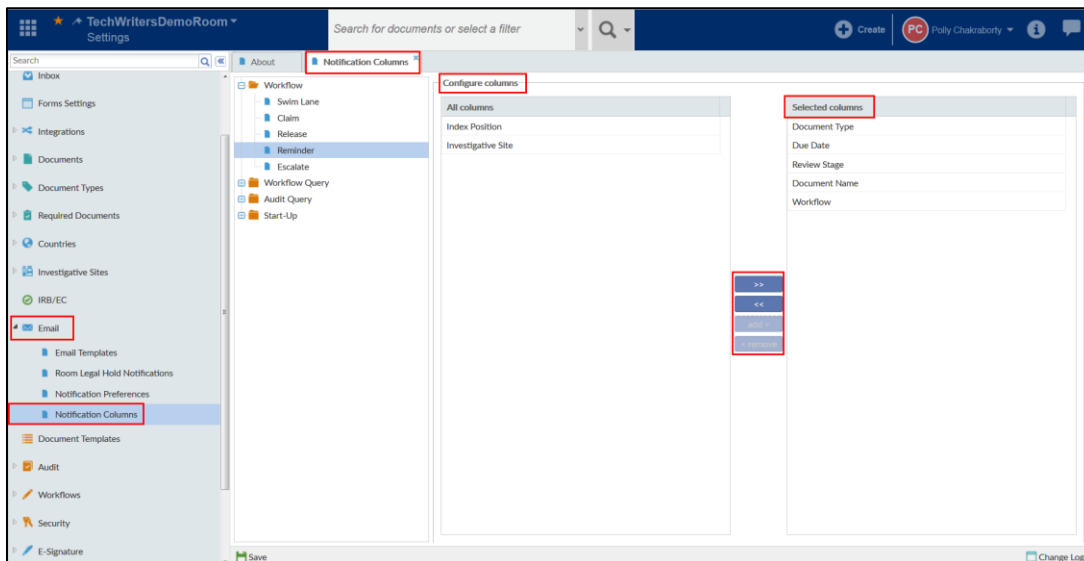 TechWritersDemoRoom
Settings
Search for documents or select a filter
Create
PC
Polly Chakraborty
Search
About
Notification Columns
Inbox
Forms Settings
Integrations
Documents
Document Types
Required Documents
Countries
Investigative Sites
IRB/EC
Email
Email Templates
Room Legal Hold Notifications
Notification Preferences
Notification Columns
Document Templates
Audit
Workflows
Security
E-Signature
Workflow
Swim Lane
Claim
Release
Reminder
Escalate
Workflow Query
Audit Query
Start-Up
Configure columns
All columns
Index Position
Investigative Site
>>
<<
add >
< remove
Selected columns
Document Type
Due Date
Review Stage
Document Name
Workflow
Save
Change Log